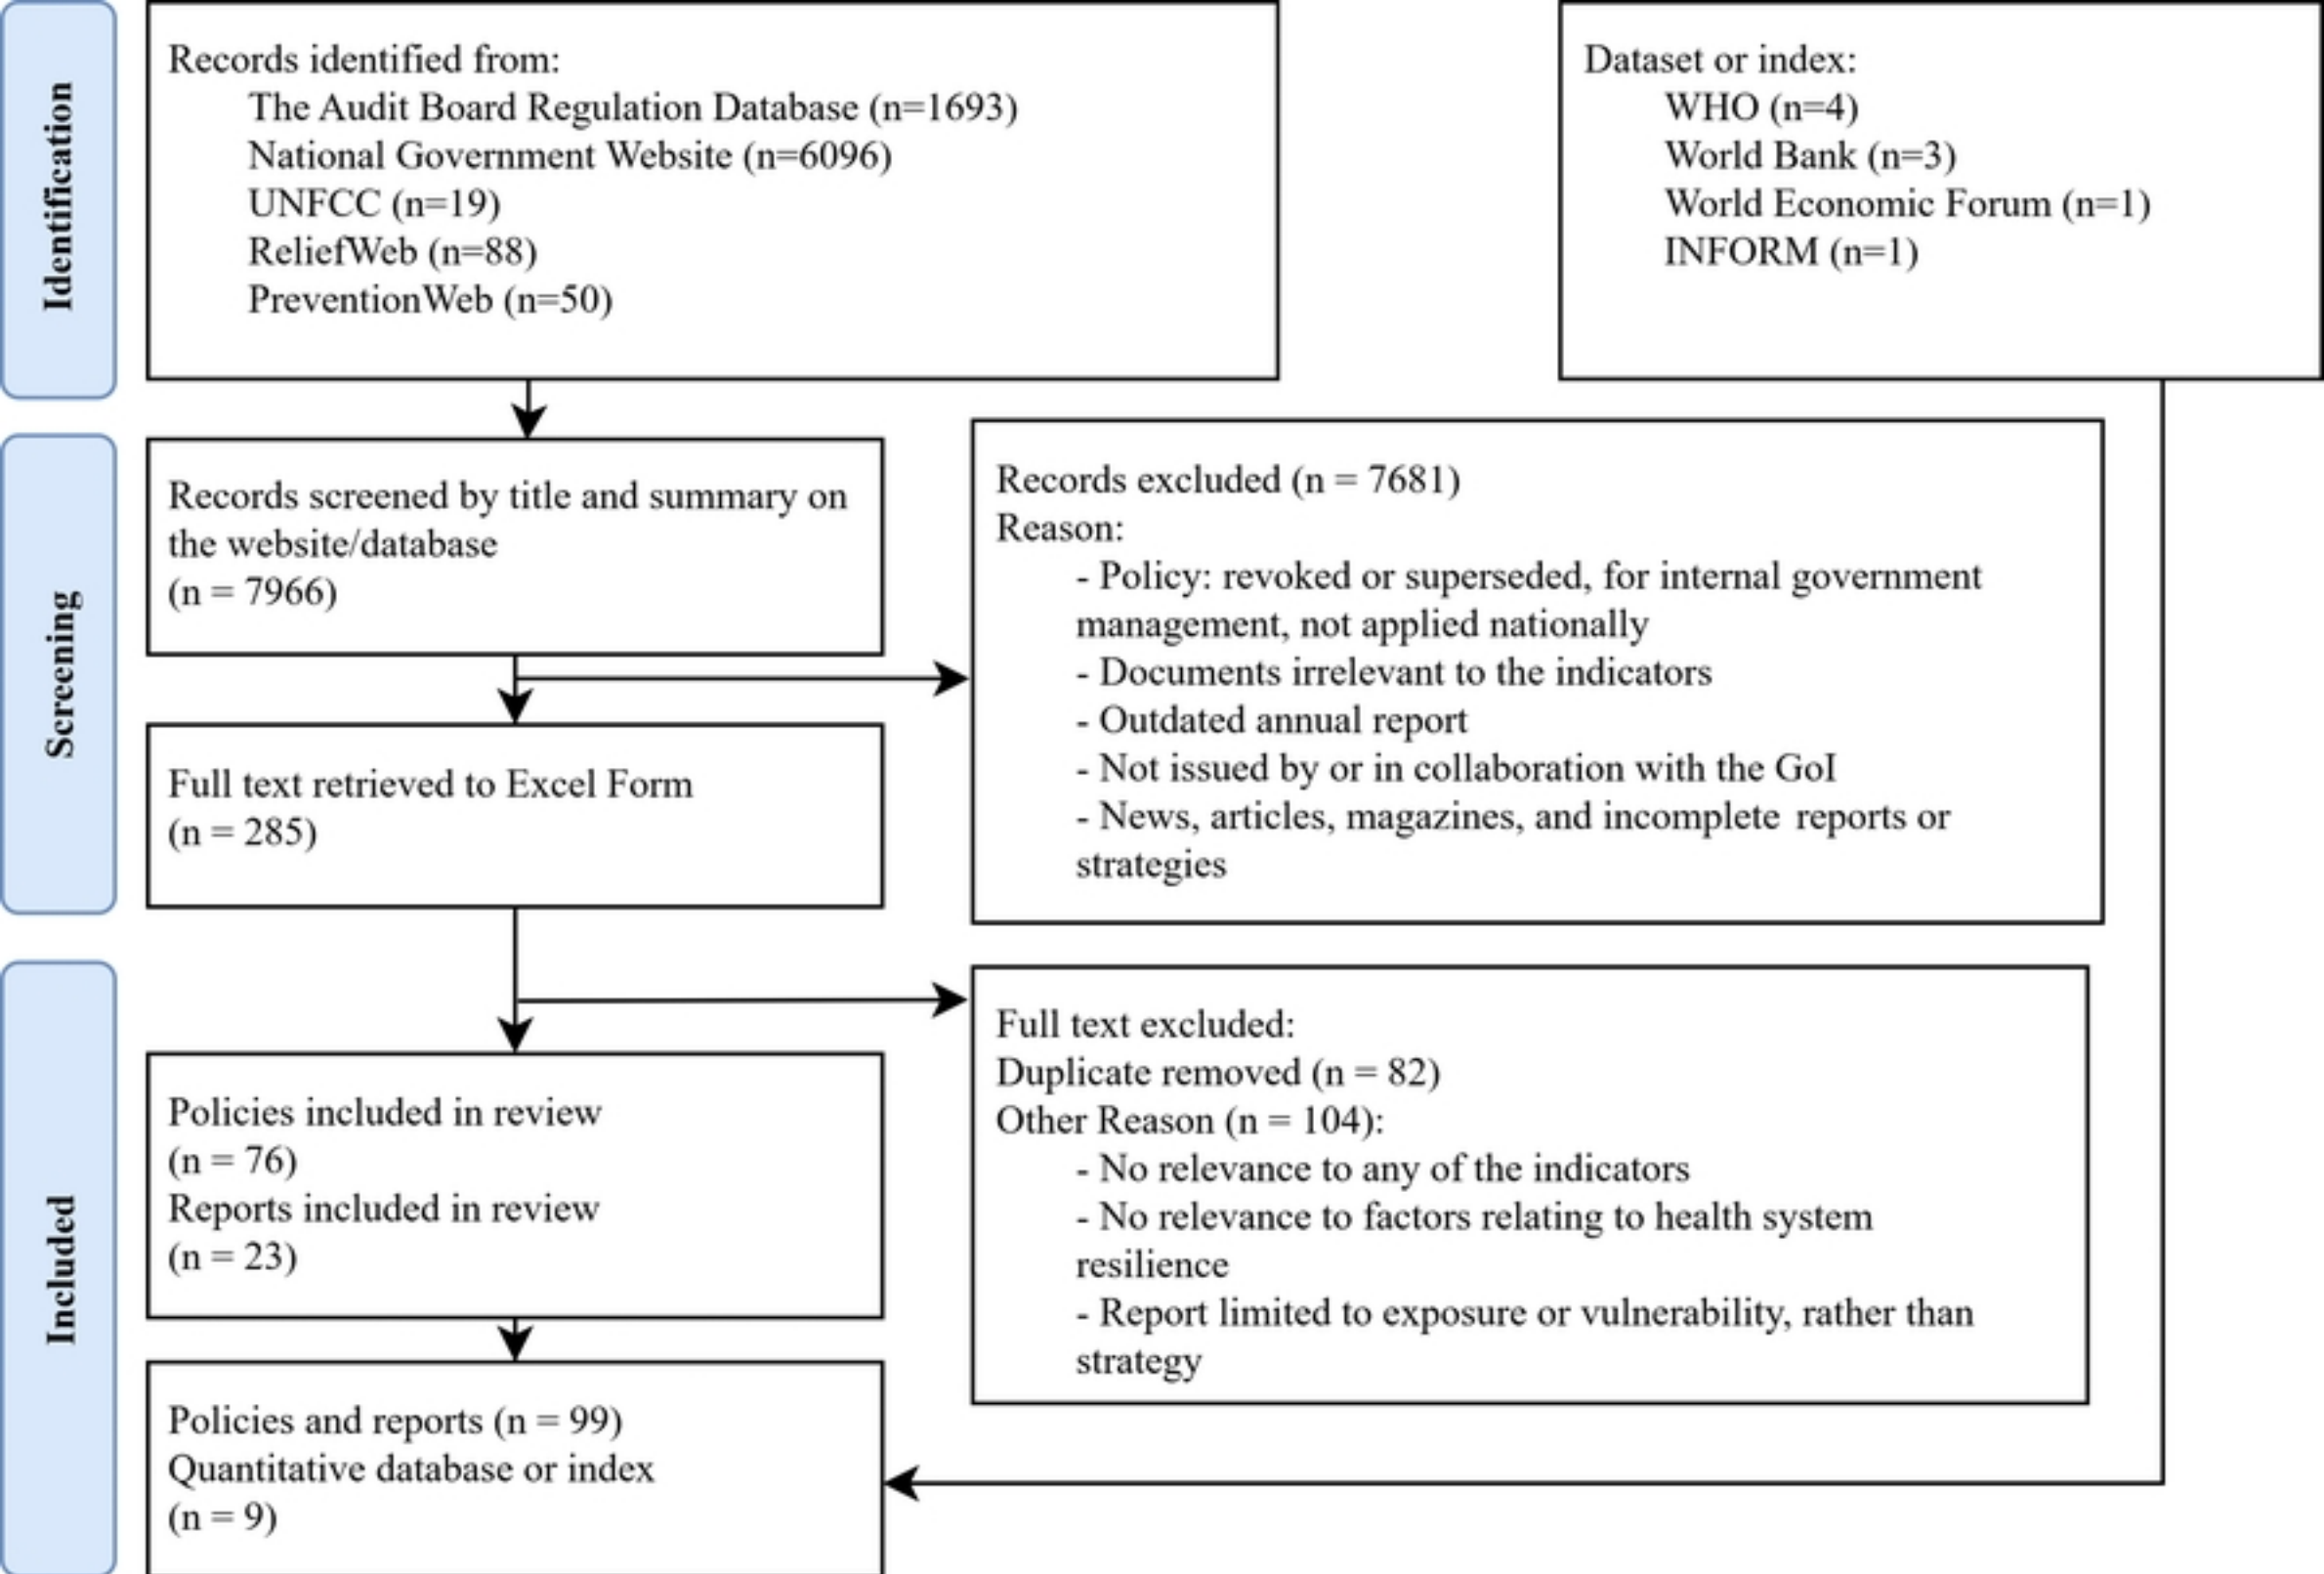 Identification
Records identified from:
The Audit Board Regulation Database (n=1693)
National Government Website (n=6096)
UNFCC (n=19)
ReliefWeb (n=88)
PreventionWeb (n=50)
Dataset or index:
WHO (n=4)
World Bank (n=3)
World Economic Forum (n=1)
INFORM (n=1)
Screening
Records screened by title and summary on
the website/database
(n = 7966)
Records excluded (n = 7681)
Reason:
- Policy: revoked or superseded, for internal government
management, not applied nationally
- Documents irrelevant to the indicators
- Outdated annual report
- Not issued by or in collaboration with the GoI
- News, articles, magazines, and incomplete reports or
strategies
Full text retrieved to Excel Form
(n = 285)
Included
Full text excluded:
Duplicate removed (n = 82)
Other Reason (n = 104):
- No relevance to any of the indicators
- No relevance to factors relating to health system
resilience
- Report limited to exposure or vulnerability, rather than
strategy
Policies included in review
(n = 76)
Reports included in review
(n = 23)
Policies and reports (n = 99)
Quantitative database or index
(n = 9)